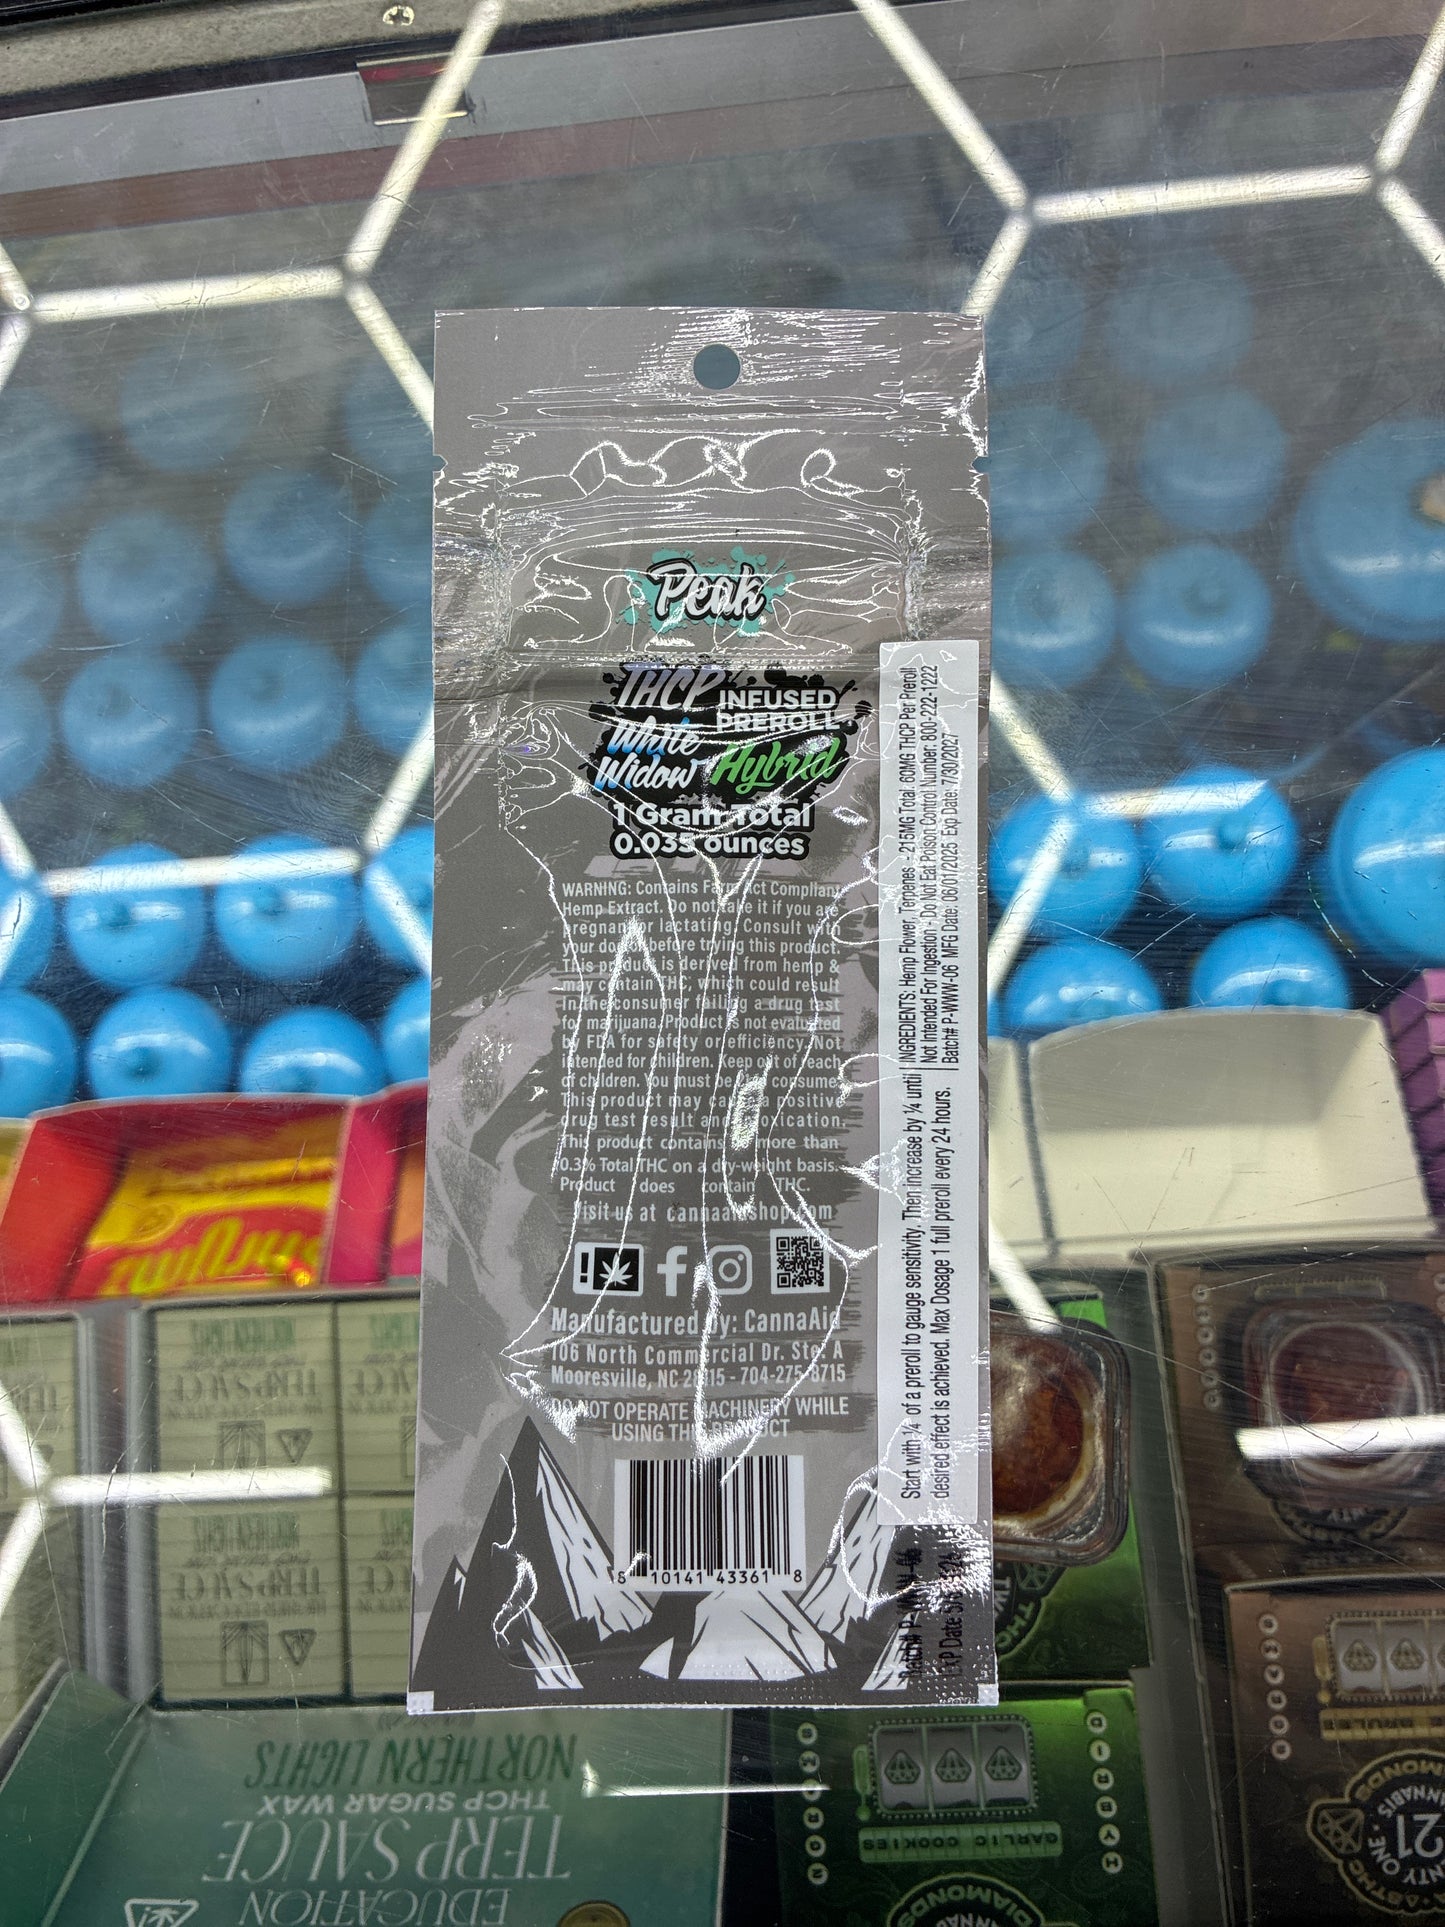 Peak
THCP INFUSED
PREROLL
White
Widow Hybrid
1 Gram Total
0.035 ounces
WARNING: Contains Farm Act Compliant
Hemp Extract. Do not take it if you are
pregnant or lactating. Consult with
your doctor before trying this product.
This product is derived from hemp &
may contain THC, which could result
in the consumer failing a drug test
for marijuana. Product is not evaluated
by FDA for safety or efficiency. Not
intended for children. Keep out of reach
of children. You must be to consume.
This product may cause a positive
drug test result and intoxication.
This product contains more than
0.3% Total THC on a dry-weight basis.
Product does contain THC.
Visit us at cannaaidshop.com
Manufactured by: CannaAid
106 North Commercial Dr. Ste. A
Mooresville, NC 28115 - 704-275-8715
DO NOT OPERATE MACHINERY WHILE
USING THIS PRODUCT
8 10141 43361 8
INGREDIENTS: Hemp Flower, Terpenes - 215MG Total. 60MG THCP Per Preroll
Not Intended For Ingestion - Do Not Eat Poison Control Number: 800-222-1222
Batch# P-WWW-06 MFG Date: 06/01/2025 Exp Date: 7/30/2027
Start with ¼ of a preroll to gauge sensitivity. Then increase by ¼ until
desired effect is achieved. Max Dosage 1 full preroll every 24 hours.
Batch#
EXP Date
NORTHERN LIGHTS
THCP SUGAR WAX
TERP SAUCE
EDUCATION
GARLIC COOKIES
DIAMONDS